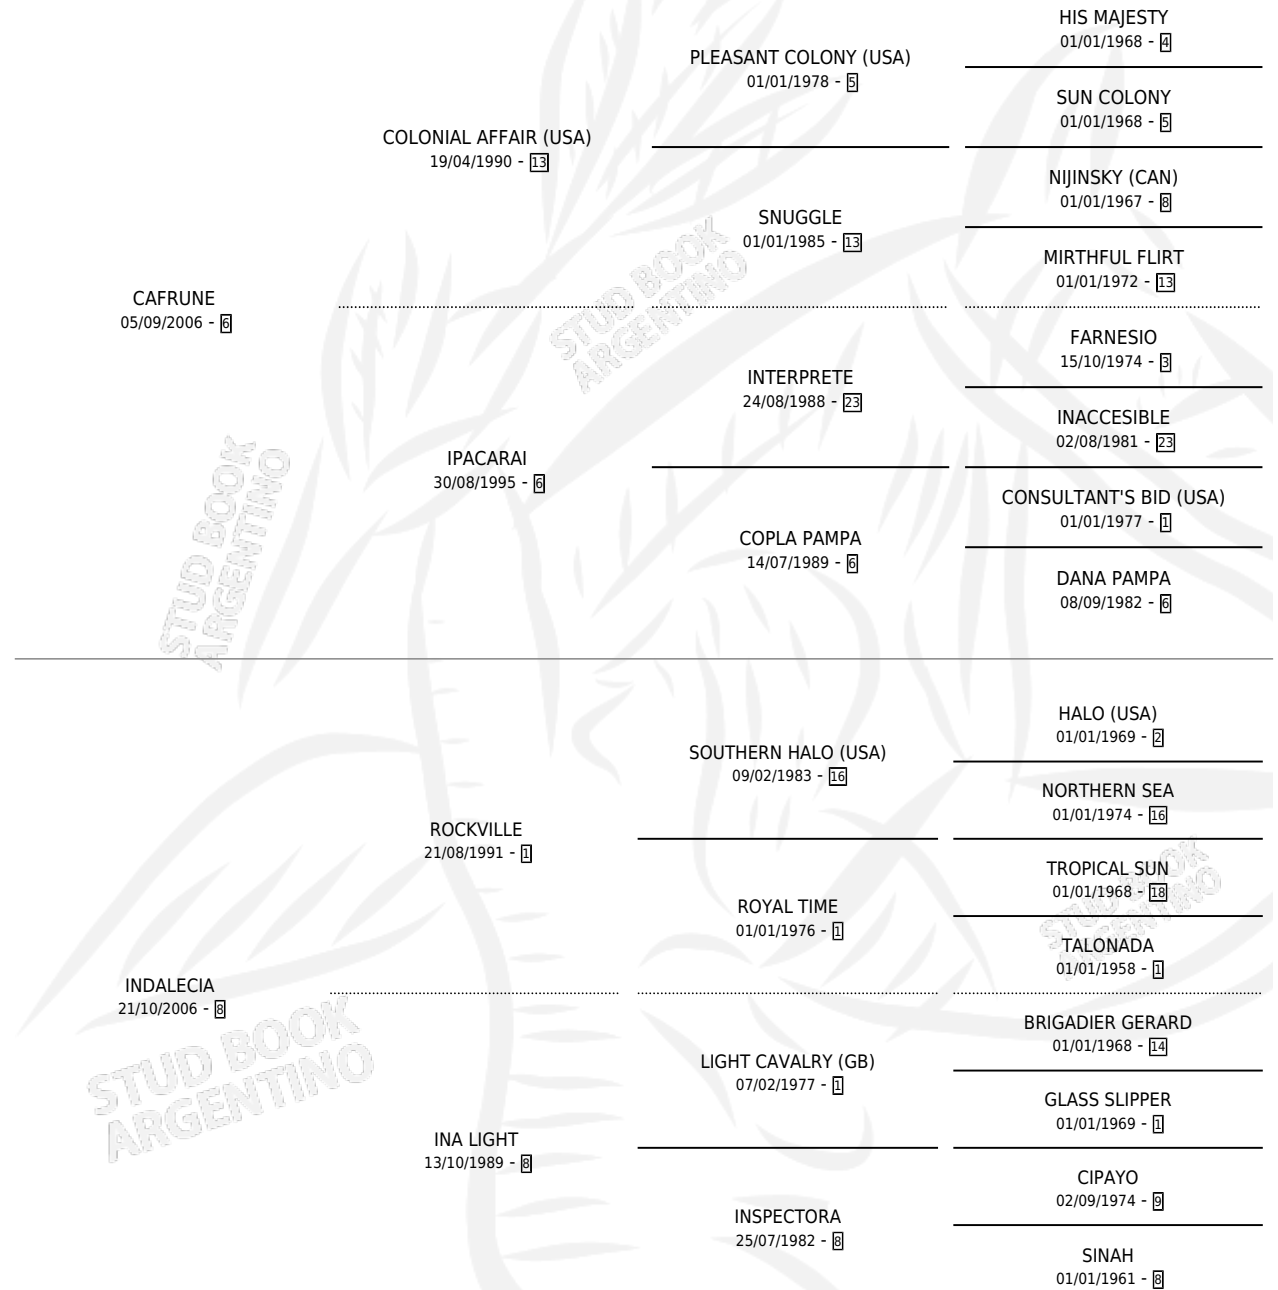 HIS MAJESTY
01/01/1968 - 4
PLEASANT COLONY (USA)
01/01/1978 - 5
SUN COLONY
01/01/1968 - 5
COLONIAL AFFAIR (USA)
19/04/1990 - 13
NIJINSKY (CAN)
01/01/1967 - 8
SNUGGLE
01/01/1985 - 13
MIRTHFUL FLIRT
01/01/1972 - 13
CAFRUNE
05/09/2006 - 6
STUD BOOK
ARGENTINO
FARNESIO
15/10/1974 - 3
INTERPRETE
24/08/1988 - 23
INACCESIBLE
02/08/1981 - 23
IPACARAI
30/08/1995 - 6
CONSULTANT'S BID (USA)
01/01/1977 - 1
COPLA PAMPA
14/07/1989 - 6
DANA PAMPA
08/09/1982 - 6
STUD BOOK
ARGENTINO
HALO (USA)
01/01/1969 - 2
SOUTHERN HALO (USA)
09/02/1983 - 16
NORTHERN SEA
01/01/1974 - 16
ROCKVILLE
21/08/1991 - 1
TROPICAL SUN
01/01/1968 - 18
STUD BOOK
ARGENTINO
ROYAL TIME
01/01/1976 - 1
TALONADA
01/01/1958 - 1
INDALECIA
21/10/2006 - 8
STUD BOOK
ARGENTINO
BRIGADIER GERARD
01/01/1968 - 14
LIGHT CAVALRY (GB)
07/02/1977 - 1
GLASS SLIPPER
01/01/1969 - 1
INA LIGHT
13/10/1989 - 8
CIPAYO
02/09/1974 - 9
INSPECTORA
25/07/1982 - 8
SINAH
01/01/1961 - 8